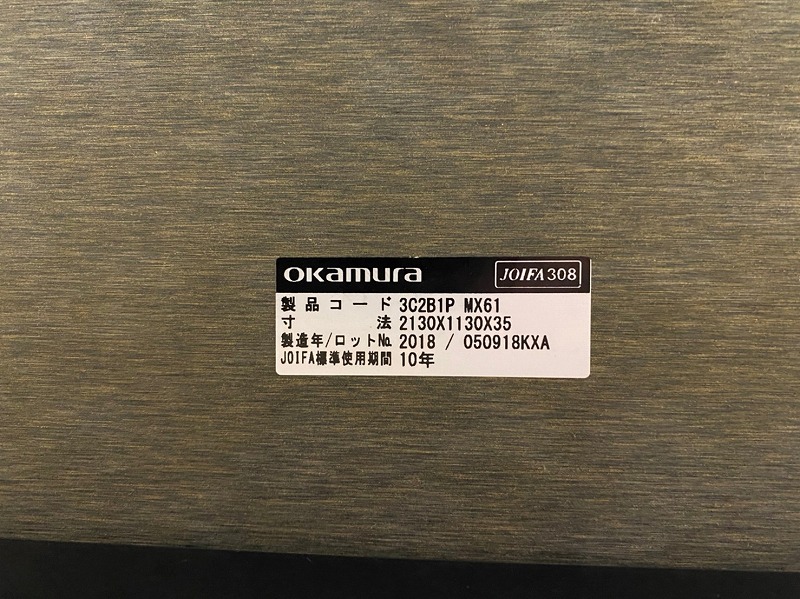 okamura JOIFA308
製品コード 3C2B1P MX61
寸法 2130X1130X35
製造年/ロット№ 2018 / 050918KXA
JOIFA標準使用期間 10年